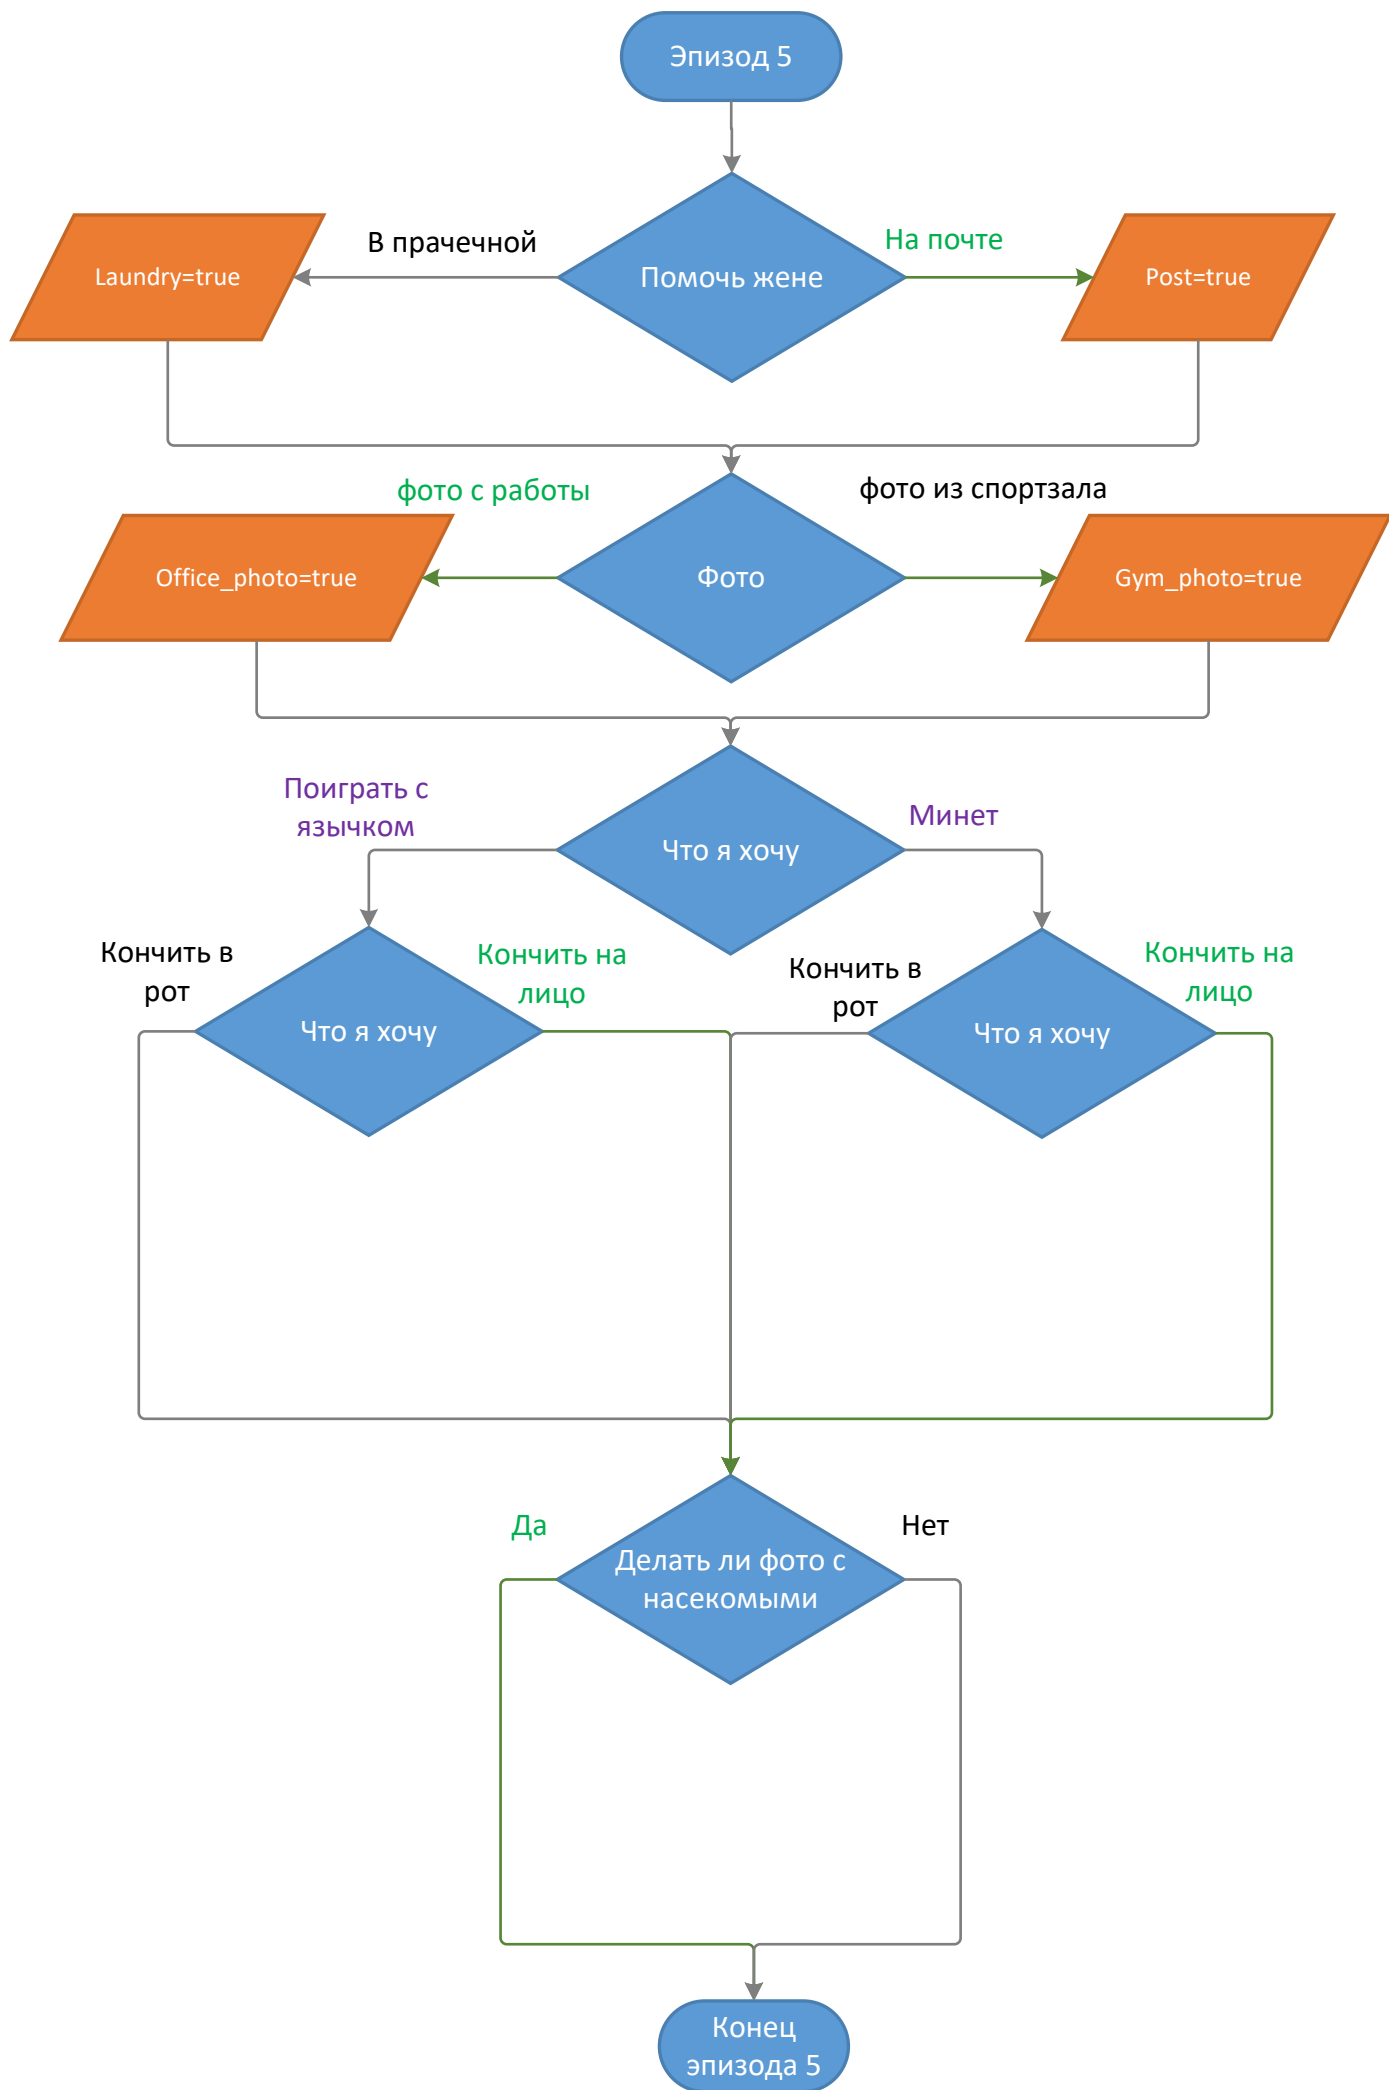 Эпизод 5
В прачечной
На почте
Laundry=true
Помочь жене
Post=true
фото с работы
фото из спортзала
Office_photo=true
Фото
Gym_photo=true
Поиграть с
язычком
Минет
Что я хочу
Кончить в
рот
Кончить на
лицо
Кончить в
рот
Кончить на
лицо
Что я хочу
Что я хочу
Да
Нет
Делать ли фото с
насекомыми
Конец
эпизода 5